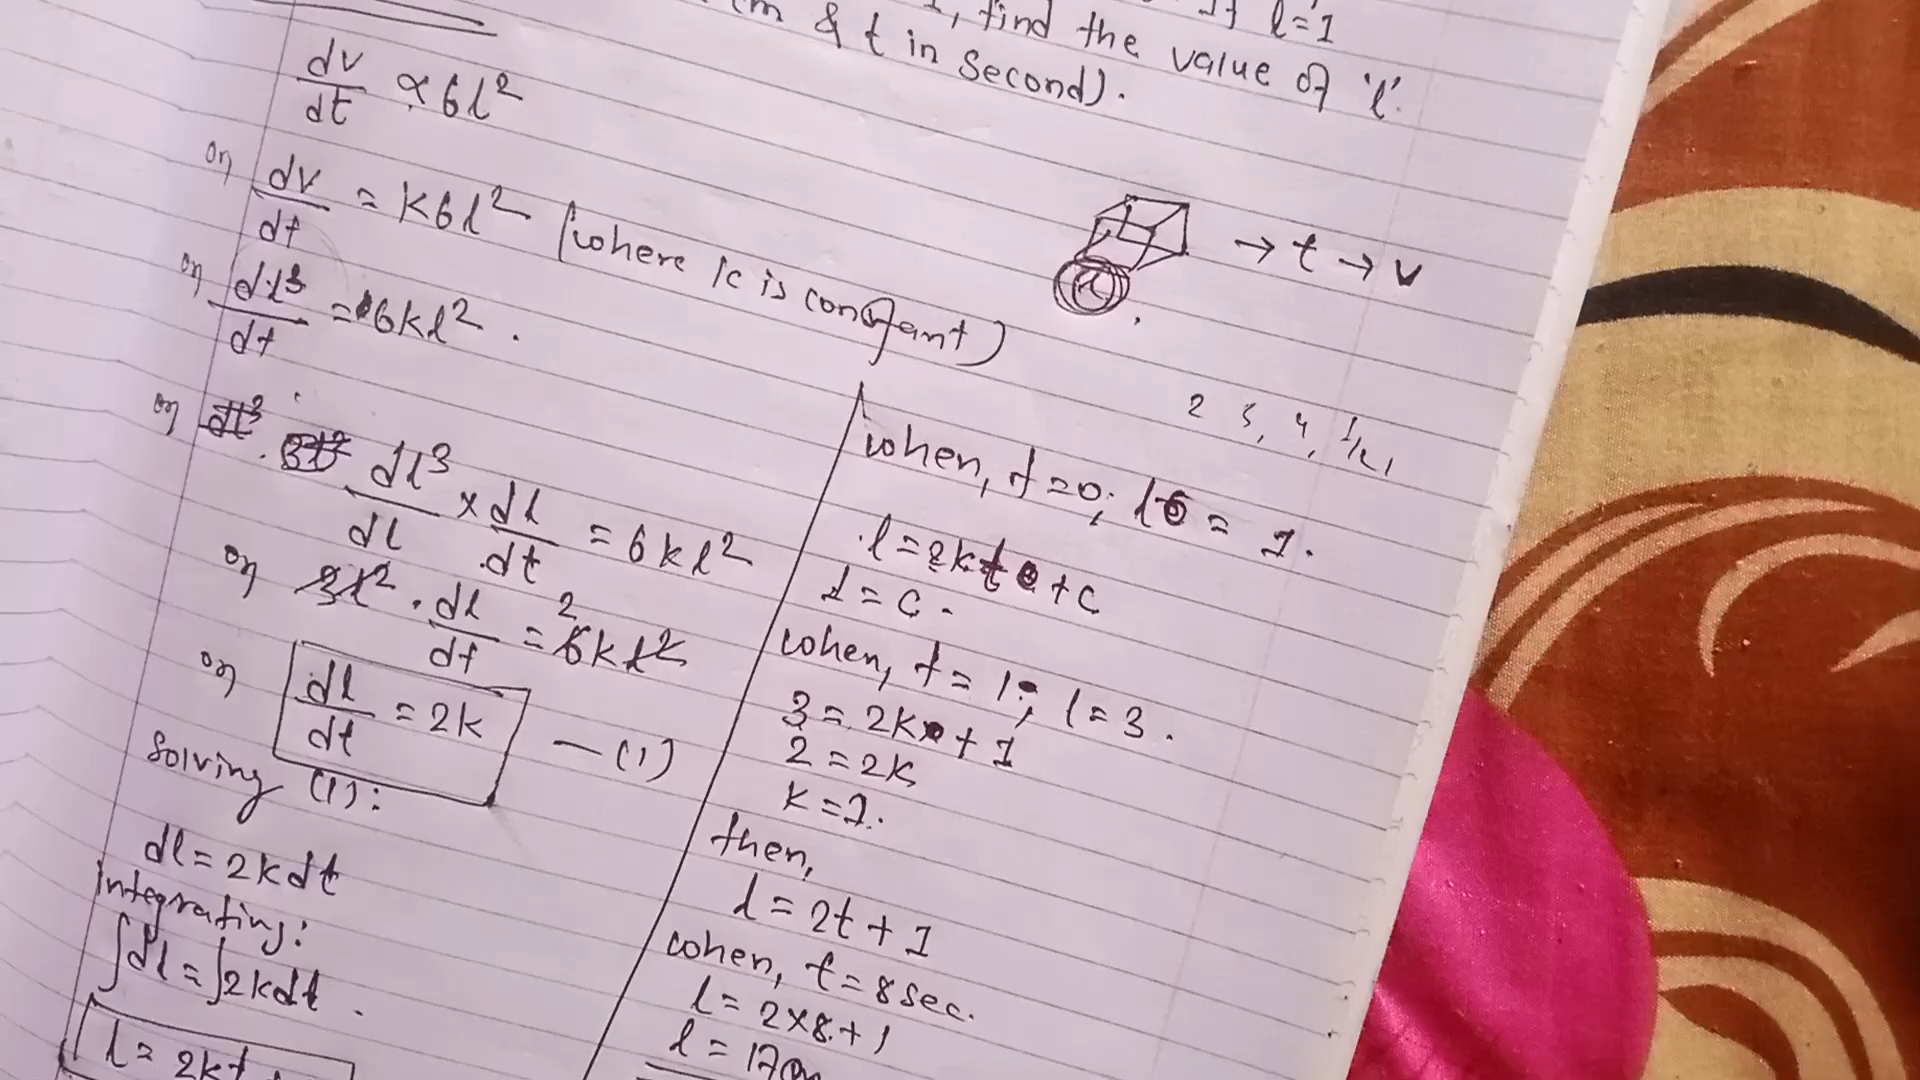 If l=1
, find the value of 'l'.
cm & t in second).
dv/dt ∝ 6l²
or dv/dt = k6l² (where k is constant)
→ t → v
or dl³/dt = 6kl².
or dl³/dl × dl/dt = 6kl²
or 3l² . dl/dt = 6kl² 2
or dl/dt = 2k — (1)
Solving (1):
dl = 2kdt
integrating:
∫dl = ∫2kdt.
l = 2kt
2 3, 4,
when, t=0; l = 1.
l = 2kt + c
1 = c.
when, t = 1; l = 3.
3 = 2k + 1
2 = 2k
k = 1.
then,
l = 2t + 1
when, t = 8 sec.
l = 2×8 + 1
l = 17cm